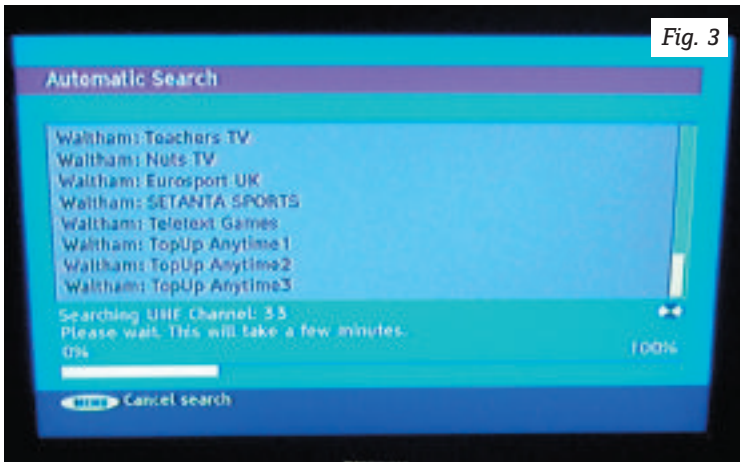 Fig. 3
Automatic Search
Waltham: Teachers TV
Waltham: Nuts TV
Waltham: Eurosport UK
Waltham: SETANTA SPORTS
Waltham: Teletext Games
Waltham: TopUp Anytime1
Waltham: TopUp Anytime2
Waltham: TopUp Anytime3
Searching UHF Channel: 33
Please wait. This will take a few minutes.
0% 100%
MENU Cancel search